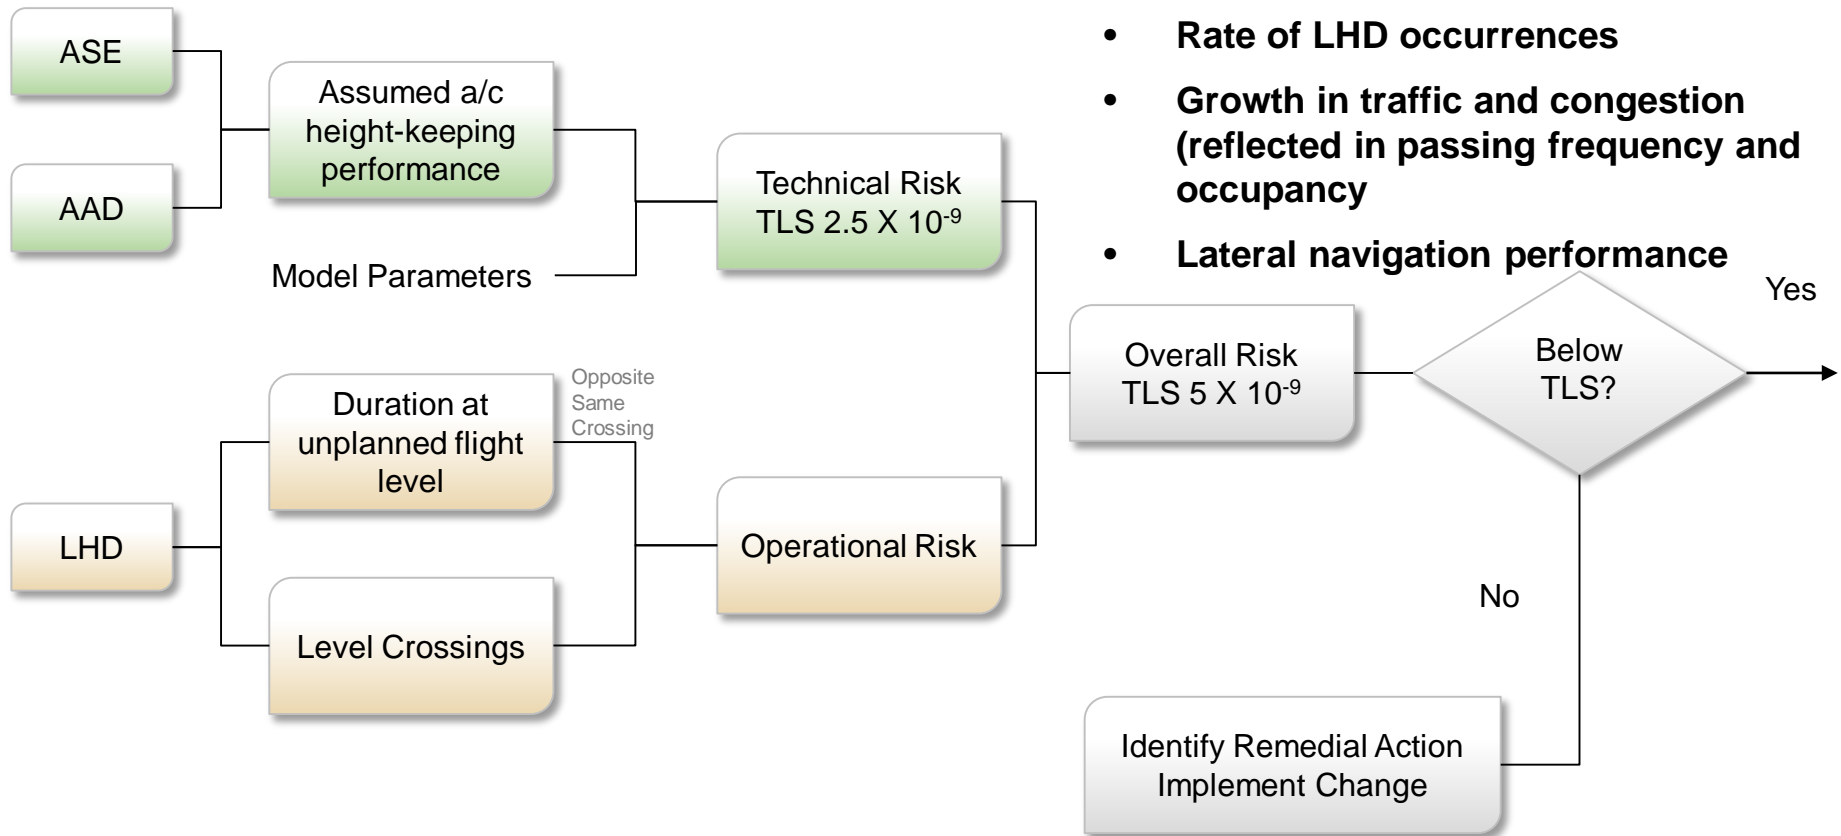 ASE
AAD
Assumed a/c
height-keeping
performance
Model Parameters
Technical Risk
TLS 2.5 X 10⁻⁹
• Rate of LHD occurrences
• Growth in traffic and congestion
(reflected in passing frequency and
occupancy
• Lateral navigation performance
LHD
Duration at
unplanned flight
level
Opposite
Same
Crossing
Level Crossings
Operational Risk
Overall Risk
TLS 5 X 10⁻⁹
Below
TLS?
Yes
No
Identify Remedial Action
Implement Change